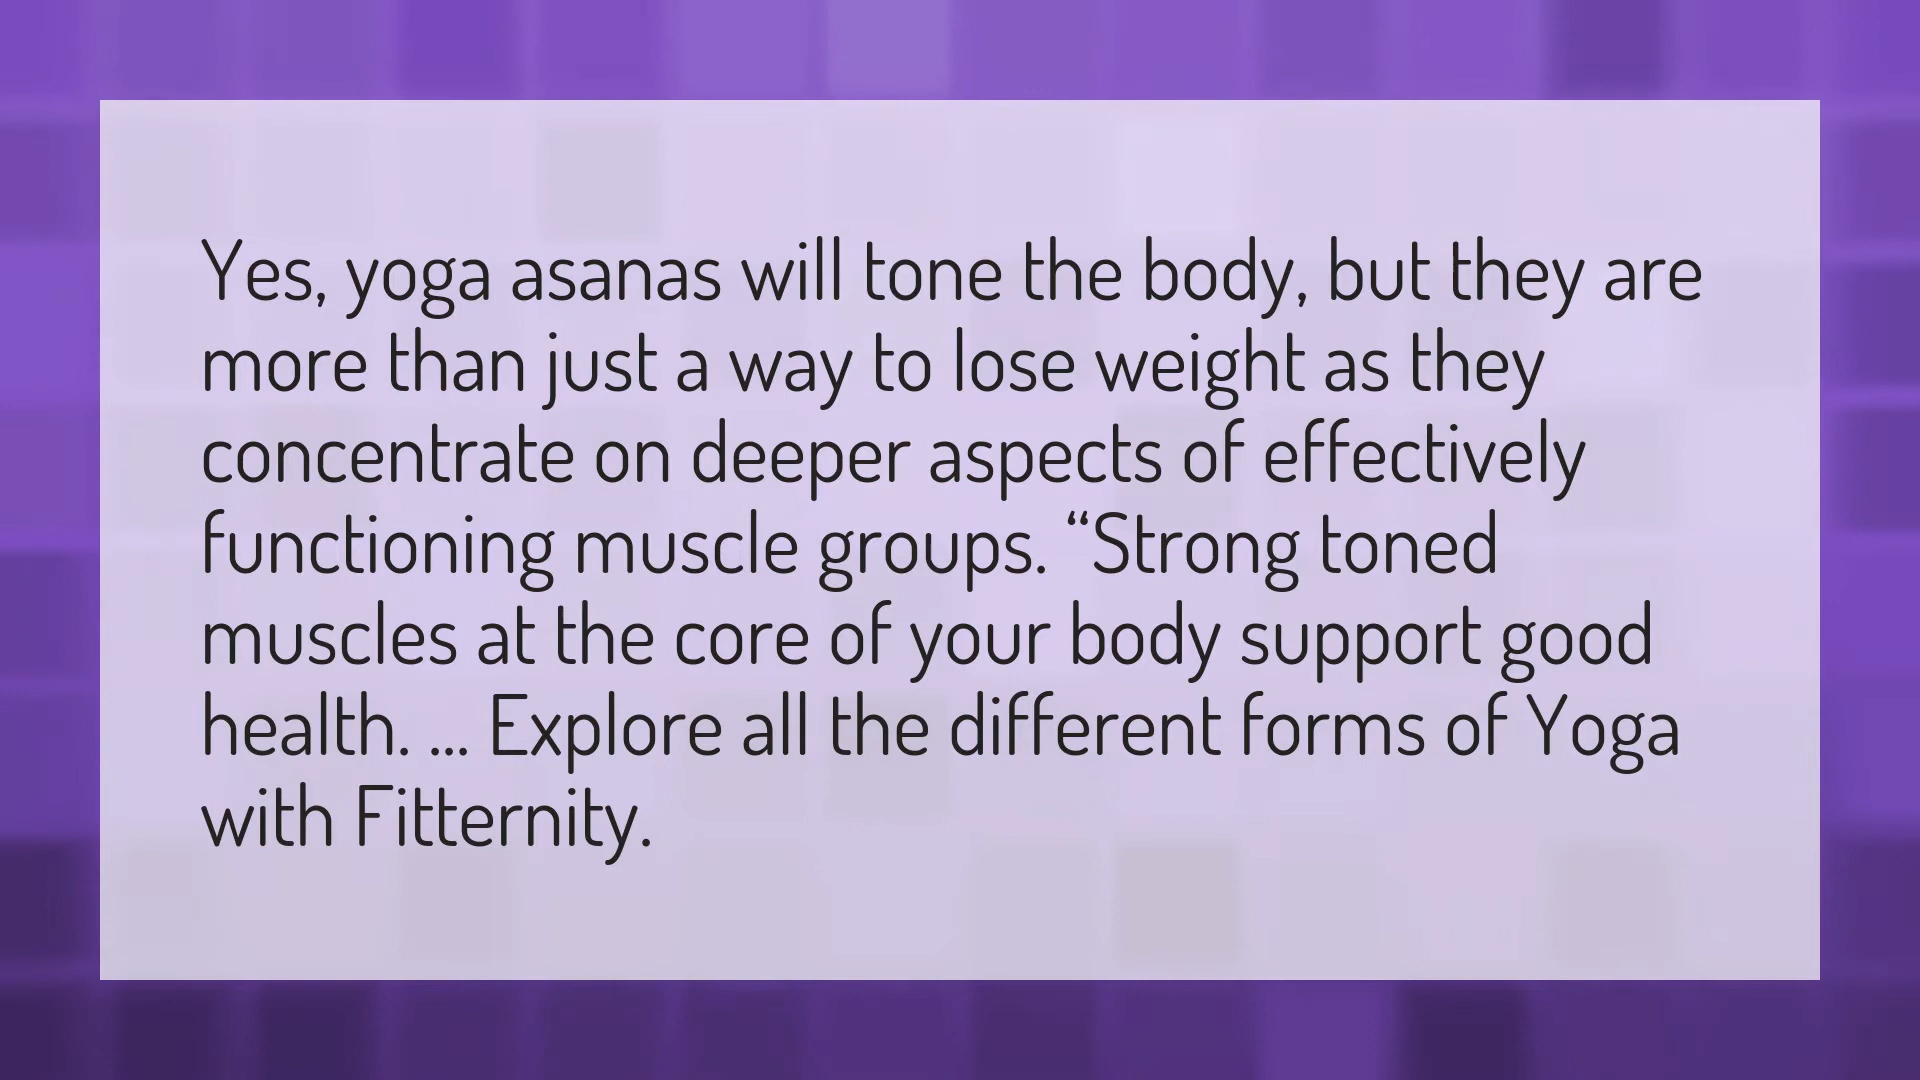 Yes, yoga asanas will tone the body, but they are
more than just a way to lose weight as they
concentrate on deeper aspects of effectively
functioning muscle groups. “Strong toned
muscles at the core of your body support good
health. ... Explore all the different forms of Yoga
with Fitternity.